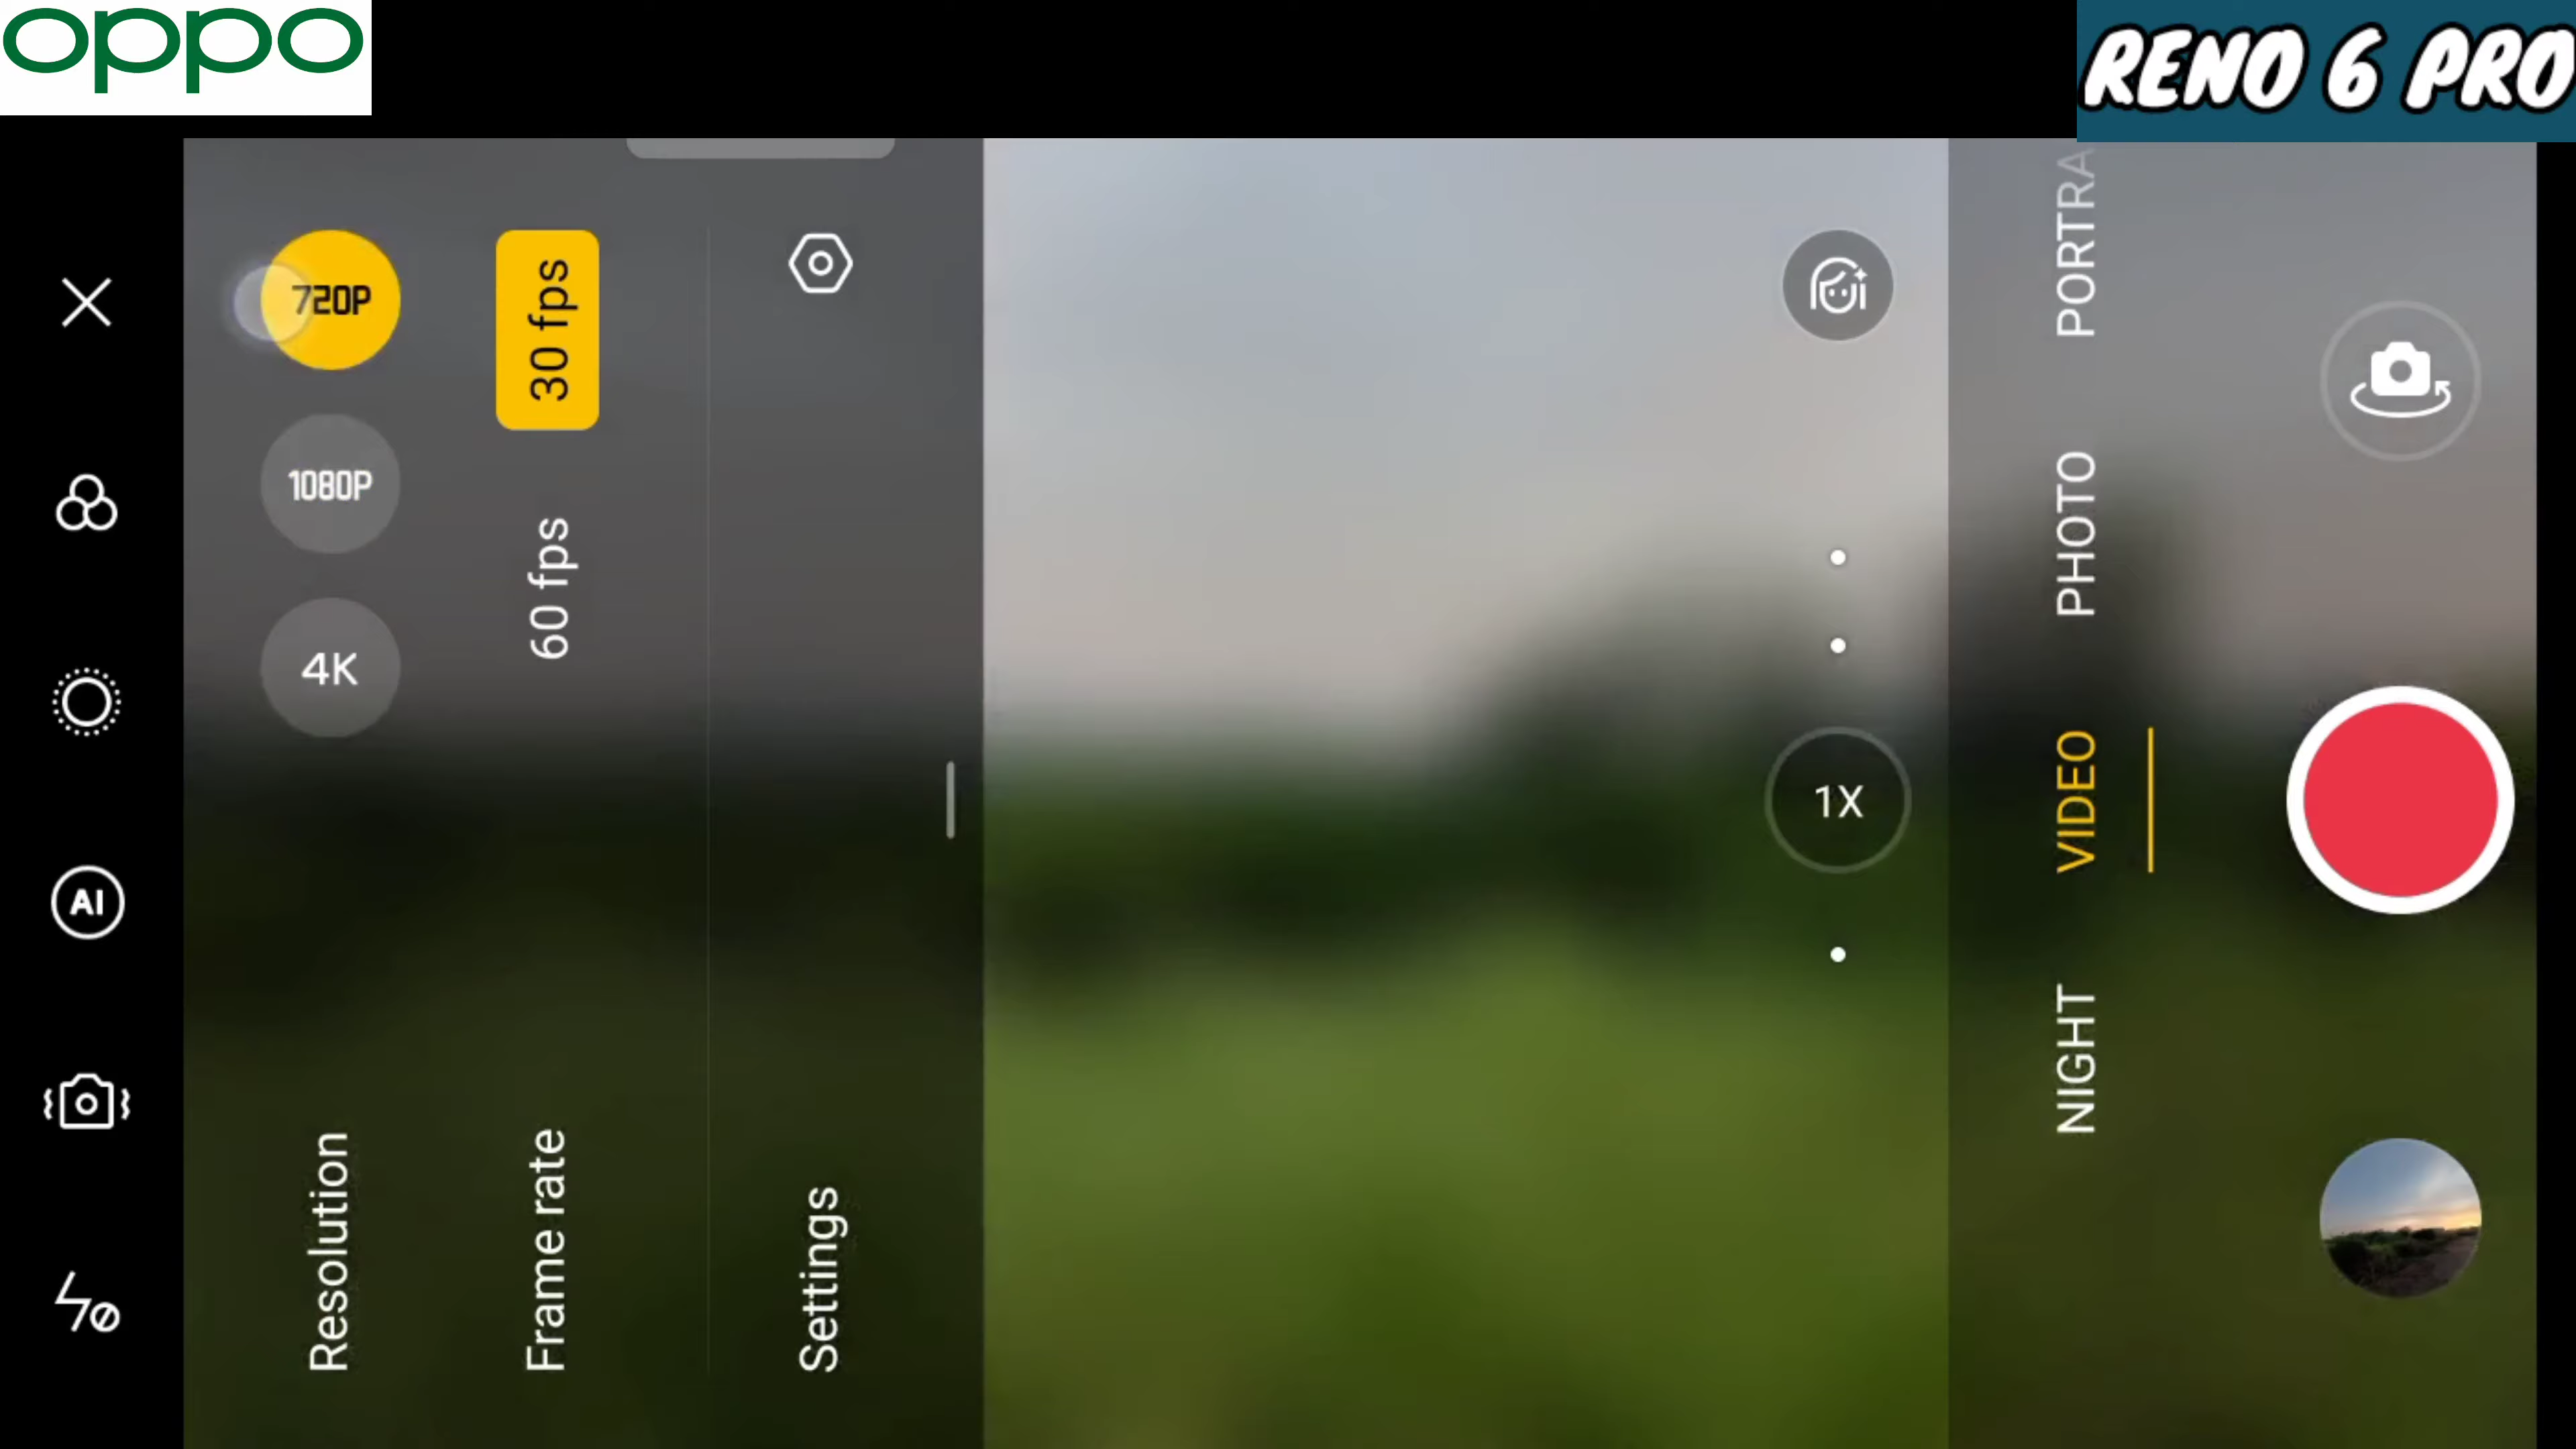 oppo
RENO 6 PRO
Resolution
720P
1080P
4K
Frame rate
30 fps
60 fps
Settings
AI
1X
NIGHT
VIDEO
PHOTO
PORTRA